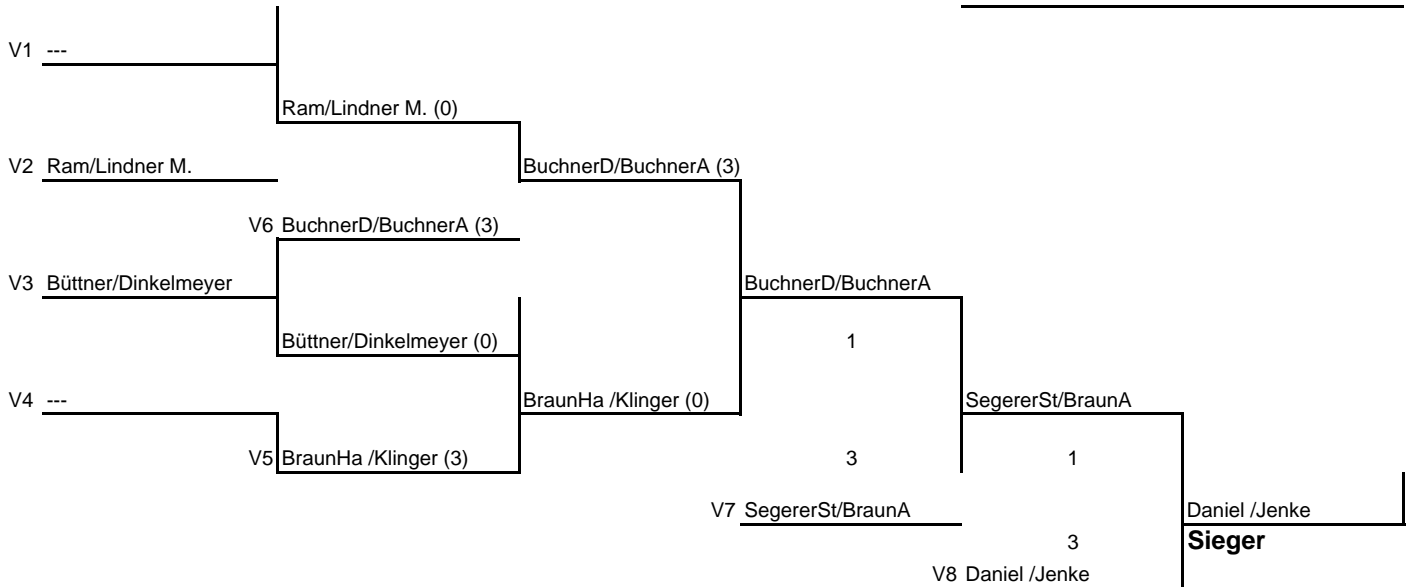 V1 ---
Ram/Lindner M. (0)
V2 Ram/Lindner M. BuchnerD/BuchnerA (3)
V6 BuchnerD/BuchnerA (3)
V3 Büttner/Dinkelmeyer BuchnerD/BuchnerA
Büttner/Dinkelmeyer (0) 1
V4 --- BraunHa /Klinger (0) SegererSt/BraunA
V5 BraunHa /Klinger (3) 3 1
V7 SegererSt/BraunA Daniel /Jenke
3 Sieger
V8 Daniel /Jenke